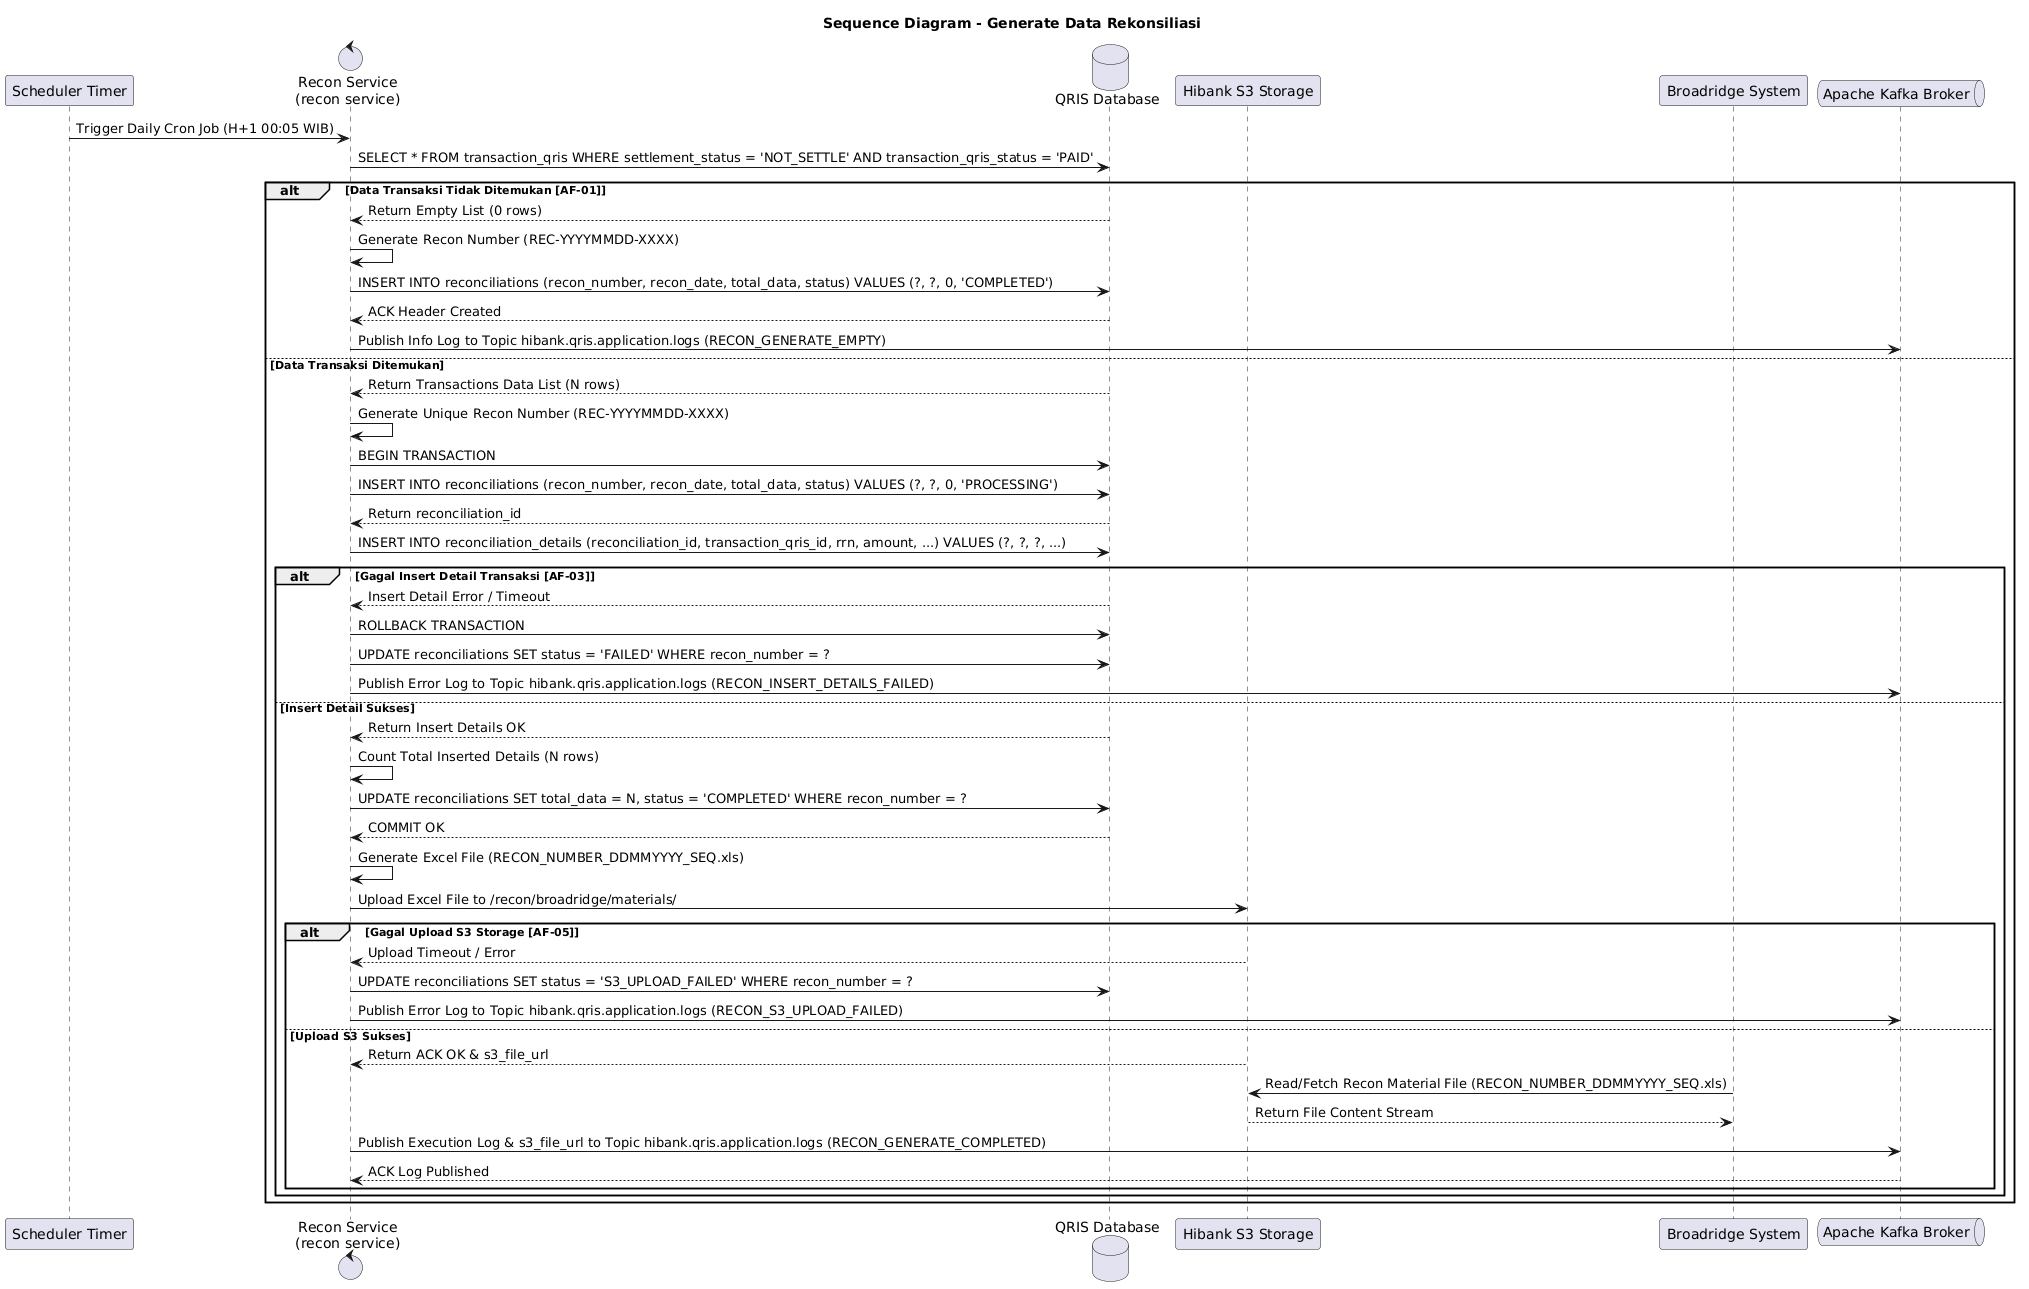 Sequence Diagram - Generate Data Rekonsiliasi
Scheduler Timer
Recon Service
(recon service)
QRIS Database
Hibank S3 Storage
Broadridge System
Apache Kafka Broker
Trigger Daily Cron Job (H+1 00:05 WIB)
SELECT * FROM transaction_qris WHERE settlement_status = 'NOT_SETTLE' AND transaction_qris_status = 'PAID'
alt
[Data Transaksi Tidak Ditemukan [AF-01]]
Return Empty List (0 rows)
Generate Recon Number (REC-YYYYMMDD-XXXX)
INSERT INTO reconciliations (recon_number, recon_date, total_data, status) VALUES (?, ?, 0, 'COMPLETED')
ACK Header Created
Publish Info Log to Topic hibank.qris.application.logs (RECON_GENERATE_EMPTY)
[Data Transaksi Ditemukan]
Return Transactions Data List (N rows)
Generate Unique Recon Number (REC-YYYYMMDD-XXXX)
BEGIN TRANSACTION
INSERT INTO reconciliations (recon_number, recon_date, total_data, status) VALUES (?, ?, 0, 'PROCESSING')
Return reconciliation_id
INSERT INTO reconciliation_details (reconciliation_id, transaction_qris_id, rrn, amount, ...) VALUES (?, ?, ?, ...)
alt
[Gagal Insert Detail Transaksi [AF-03]]
Insert Detail Error / Timeout
ROLLBACK TRANSACTION
UPDATE reconciliations SET status = 'FAILED' WHERE recon_number = ?
Publish Error Log to Topic hibank.qris.application.logs (RECON_INSERT_DETAILS_FAILED)
[Insert Detail Sukses]
Return Insert Details OK
Count Total Inserted Details (N rows)
UPDATE reconciliations SET total_data = N, status = 'COMPLETED' WHERE recon_number = ?
COMMIT OK
Generate Excel File (RECON_NUMBER_DDMMYYYY_SEQ.xls)
Upload Excel File to /recon/broadridge/materials/
alt
[Gagal Upload S3 Storage [AF-05]]
Upload Timeout / Error
UPDATE reconciliations SET status = 'S3_UPLOAD_FAILED' WHERE recon_number = ?
Publish Error Log to Topic hibank.qris.application.logs (RECON_S3_UPLOAD_FAILED)
[Upload S3 Sukses]
Return ACK OK & s3_file_url
Read/Fetch Recon Material File (RECON_NUMBER_DDMMYYYY_SEQ.xls)
Return File Content Stream
Publish Execution Log & s3_file_url to Topic hibank.qris.application.logs (RECON_GENERATE_COMPLETED)
ACK Log Published
Scheduler Timer
Recon Service
(recon service)
QRIS Database
Hibank S3 Storage
Broadridge System
Apache Kafka Broker